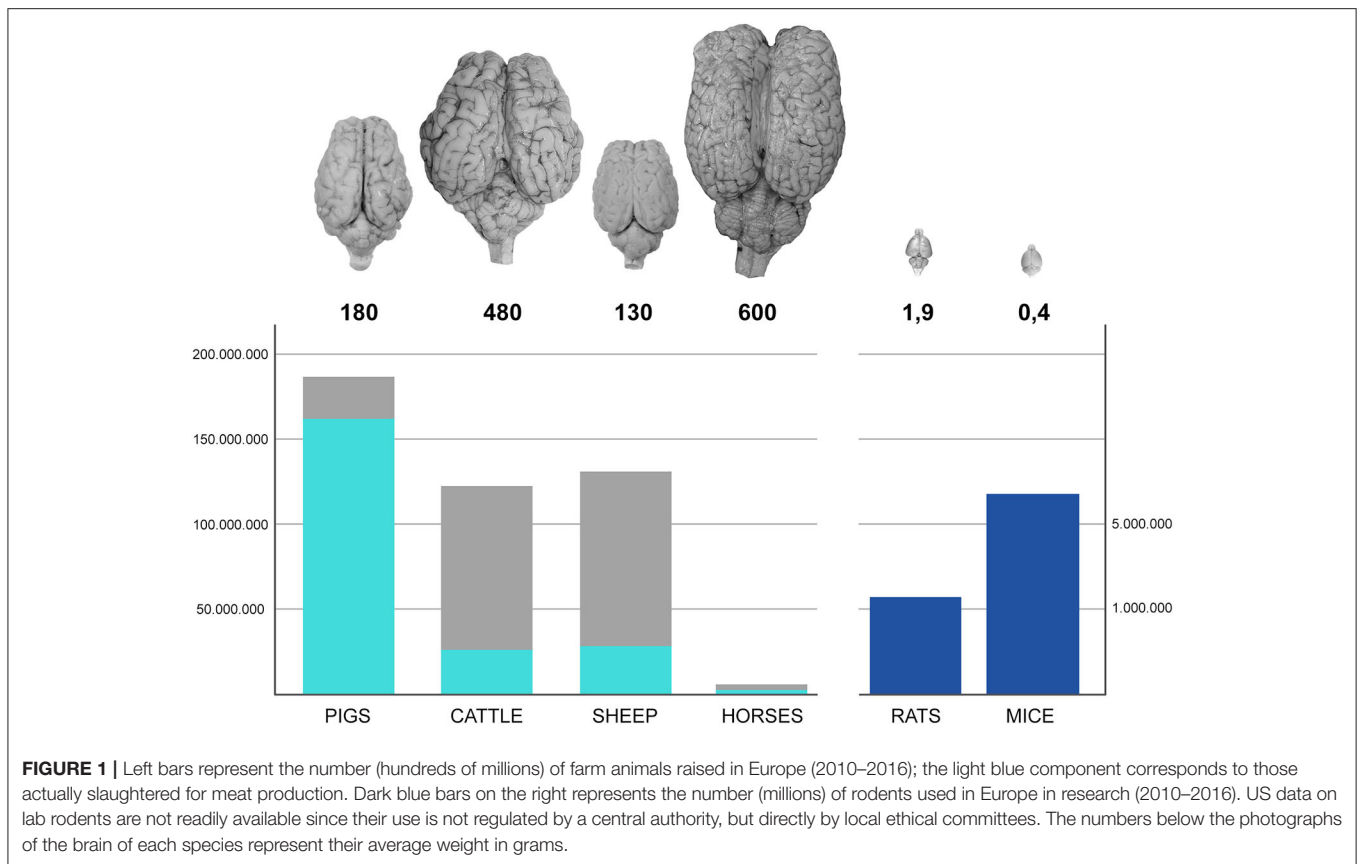 180 480 130 600 1,9 0,4
200.000.000
150.000.000
100.000.000 5.000.000
50.000.000 1.000.000
PIGS CATTLE SHEEP HORSES RATS MICE
FIGURE 1 | Left bars represent the number (hundreds of millions) of farm animals raised in Europe (2010–2016); the light blue component corresponds to those
actually slaughtered for meat production. Dark blue bars on the right represents the number (millions) of rodents used in Europe in research (2010–2016). US data on
lab rodents are not readily available since their use is not regulated by a central authority, but directly by local ethical committees. The numbers below the photographs
of the brain of each species represent their average weight in grams.